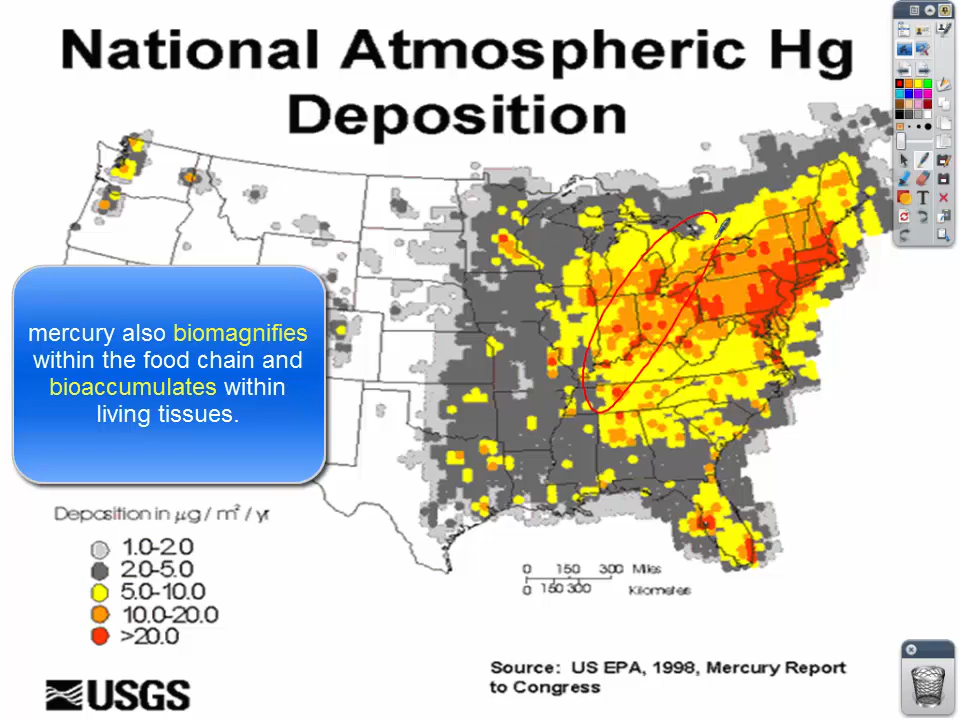 National Atmospheric Hg
Deposition
mercury also biomagnifies
within the food chain and
bioaccumulates within
living tissues.
Deposition in μg / m² / yr
1.0-2.0
2.0-5.0
5.0-10.0
10.0-20.0
>20.0
0 150 300 Miles
0 150 300 Kilometers
Source: US EPA, 1998, Mercury Report
to Congress
USGS